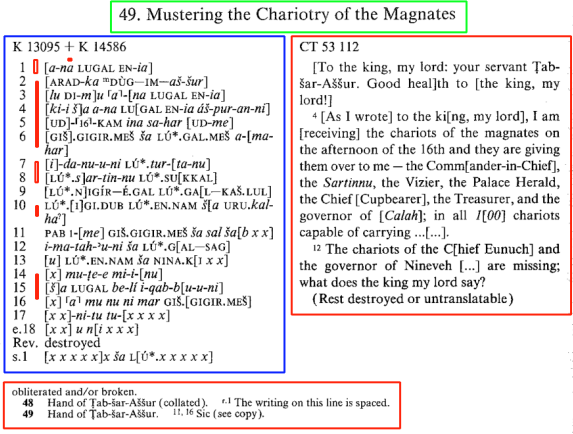 49. Mustering the Chariotry of the Magnates
K 13095 + K 14586
1 [a-na LUGAL EN-ia]
2 [ARAD-ka ᵐDÙG—IM—aš-šur]
3 [lu DI-m]u ⸢a⸣-[na LUGAL EN-ia]
4 [ki-i š]a a-na LU[GAL EN-ia áš-pur-an-ni]
5 [UD]-⸢16⸣-KAM ina sa-har [UD-me]
6 [GIŠ].GIGIR.MEŠ ša LÚ*.GAL.MEŠ a-[ma-
har]
7 [i]-da-nu-u-ni LÚ*.tur-[ta-nu]
8 [LÚ*.s]ar-tin-nu LÚ*.SU[KKAL]
9 [LÚ*.N]IGÍR—É.GAL LÚ*.GA[L—KAŠ.LUL]
10 LÚ*.[I]GI.DUB LÚ*.EN.NAM š[a URU.kal-
ha?]
11 PAB 1-[me] GIŠ.GIGIR.MEŠ ša sal ša[b x x]
12 i-ma-tah-ʾu-ni ša LÚ*.G[AL—SAG]
13 [u] LÚ*.EN.NAM ša NINA.K[I x x]
14 [x] mu-ṭe-e mi-i-[nu]
15 [š]a LUGAL be-lí i-qab-b[u-u-ni]
16 [x] ⸢a⸣ mu nu ni mar GIŠ.[GIGIR.MEŠ]
17 [x x]-ni-tu tu-[x x x x]
e.18 [x x] u n[i x x x]
Rev. destroyed
s.1 [x x x x x]x ša L[Ú*.x x x x x]
CT 53 112
[To the king, my lord: your servant Ṭab-
šar-Aššur. Good heal]th to [the king, my
lord!]
4 [As I wrote] to the ki[ng, my lord], I am
[receiving] the chariots of the magnates on
the afternoon of the 16th and they are giving
them over to me — the Comm[ander-in-Chief],
the Sartinnu, the Vizier, the Palace Herald,
the Chief [Cupbearer], the Treasurer, and the
governor of [Calah]; in all 1[00] chariots
capable of carrying ...[...].
12 The chariots of the C[hief Eunuch] and
the governor of Nineveh [...] are missing;
what does the king my lord say?
(Rest destroyed or untranslatable)
obliterated and/or broken.
48 Hand of Ṭab-šar-Aššur (collated). r.1 The writing on this line is spaced.
49 Hand of Ṭab-šar-Aššur. 11, 16 Sic (see copy).